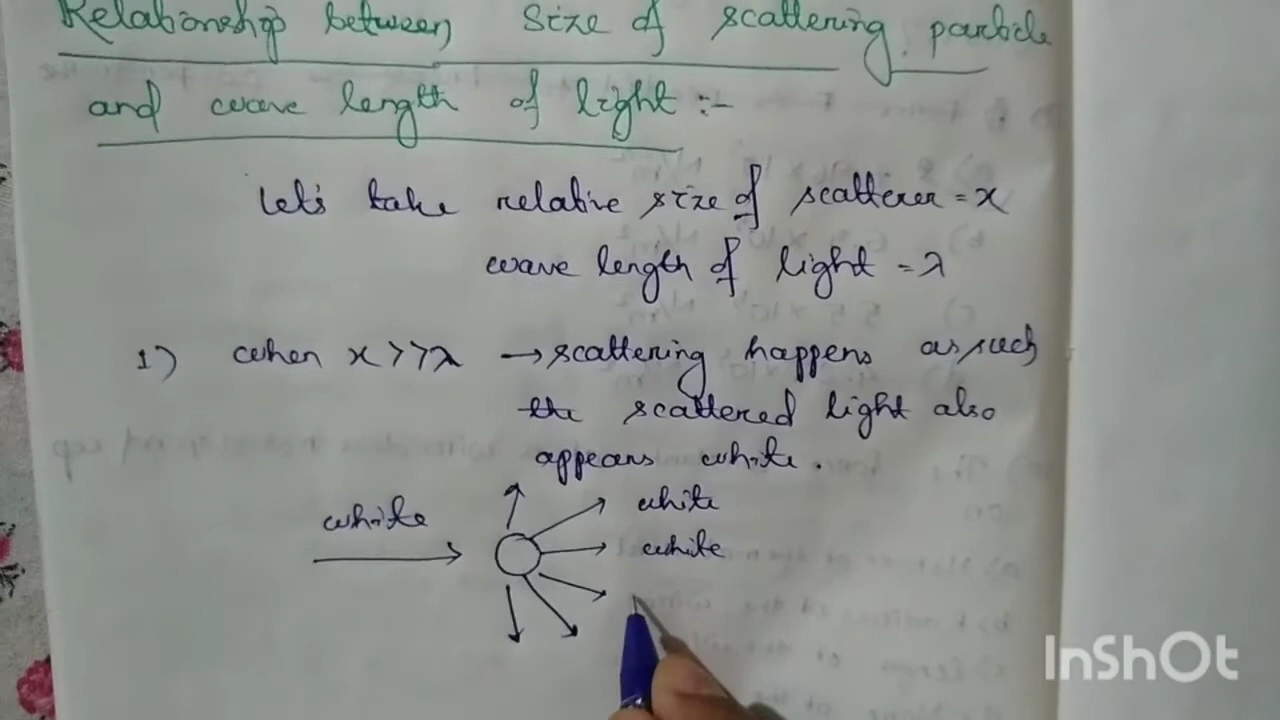 Relationship between size of scattering particle
and wave length of light :-
Let's take relative size of scatterer = x
wave length of light = λ
1) when x >> λ → scattering happens as such
the scattered light also
appears white.
white
white
white
InShOt